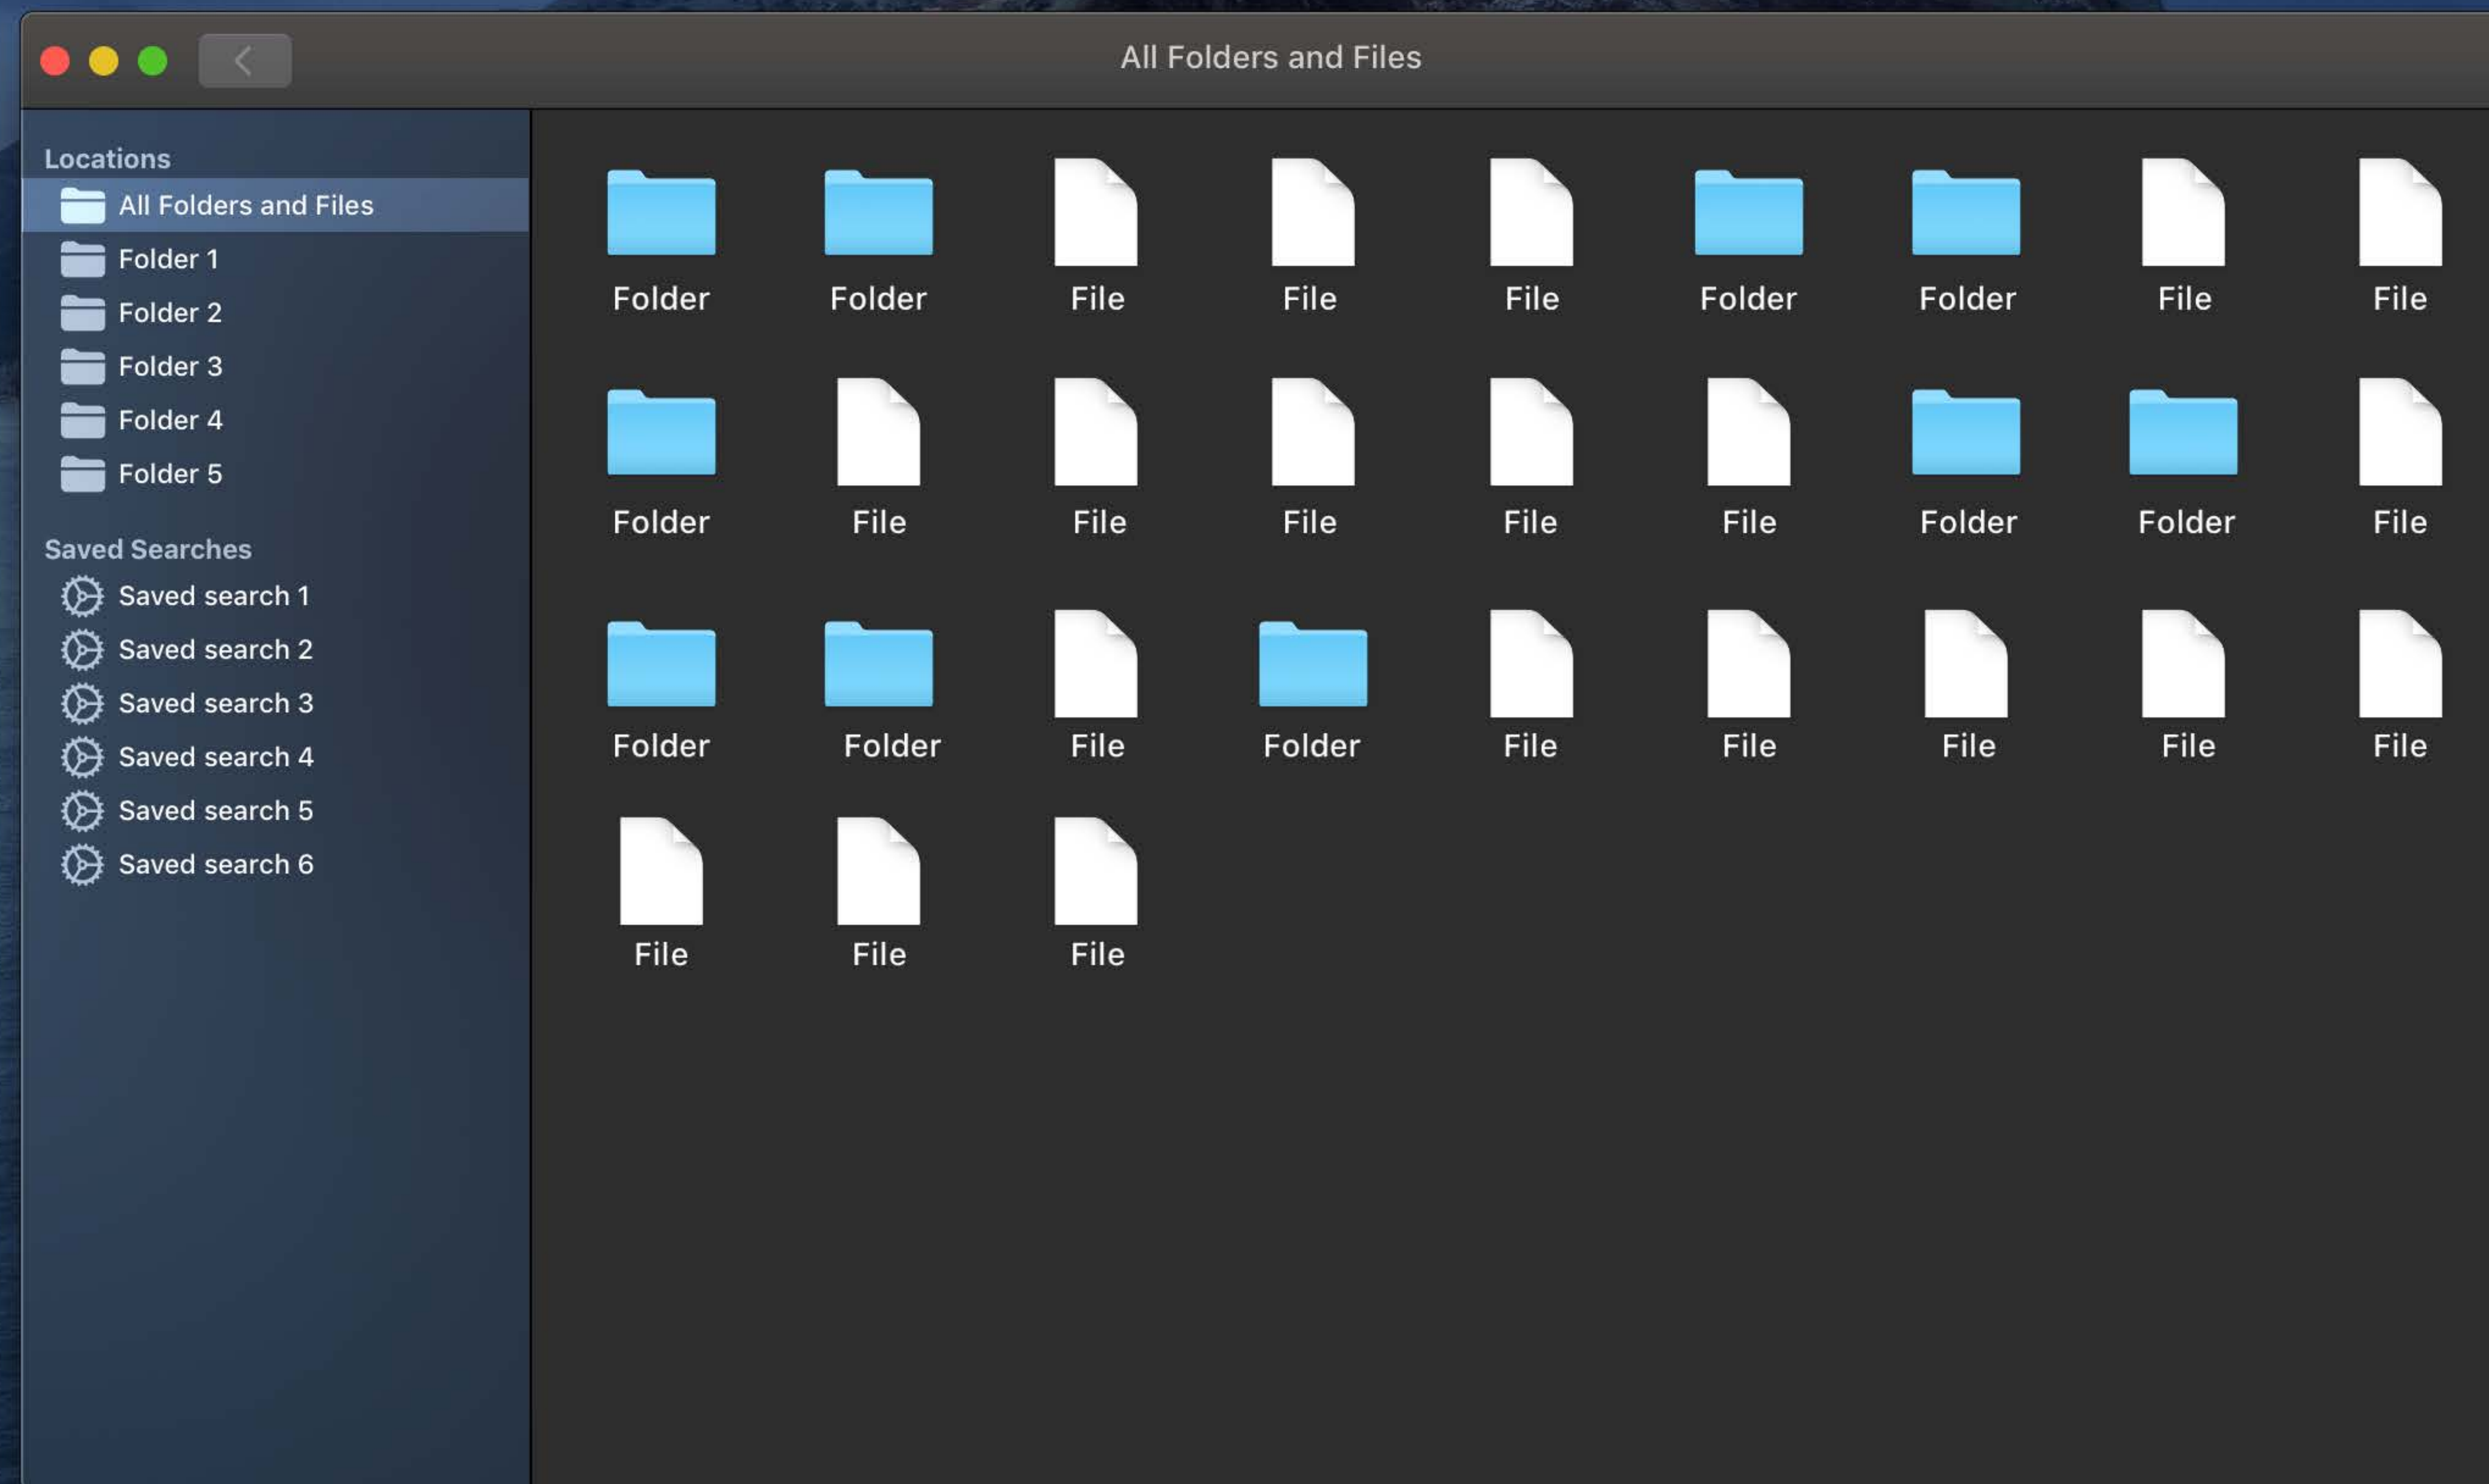 All Folders and Files
Locations
All Folders and Files
Folder 1
Folder 2
Folder 3
Folder 4
Folder 5
Saved Searches
Saved search 1
Saved search 2
Saved search 3
Saved search 4
Saved search 5
Saved search 6
Folder Folder File File File Folder Folder File File
Folder File File File File File Folder Folder File
Folder Folder File Folder File File File File File
File File File